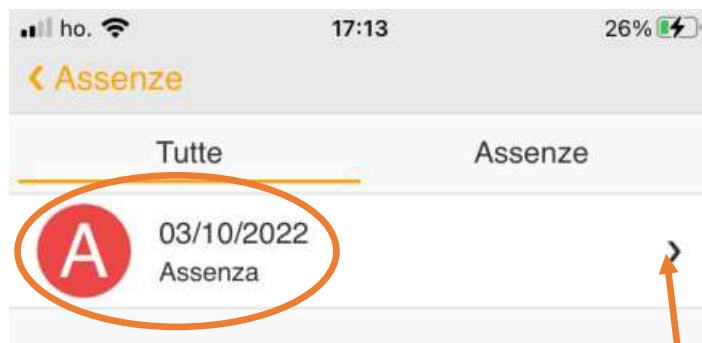 ho. 17:13 26%
Assenze
Tutte Assenze
A 03/10/2022
Assenza